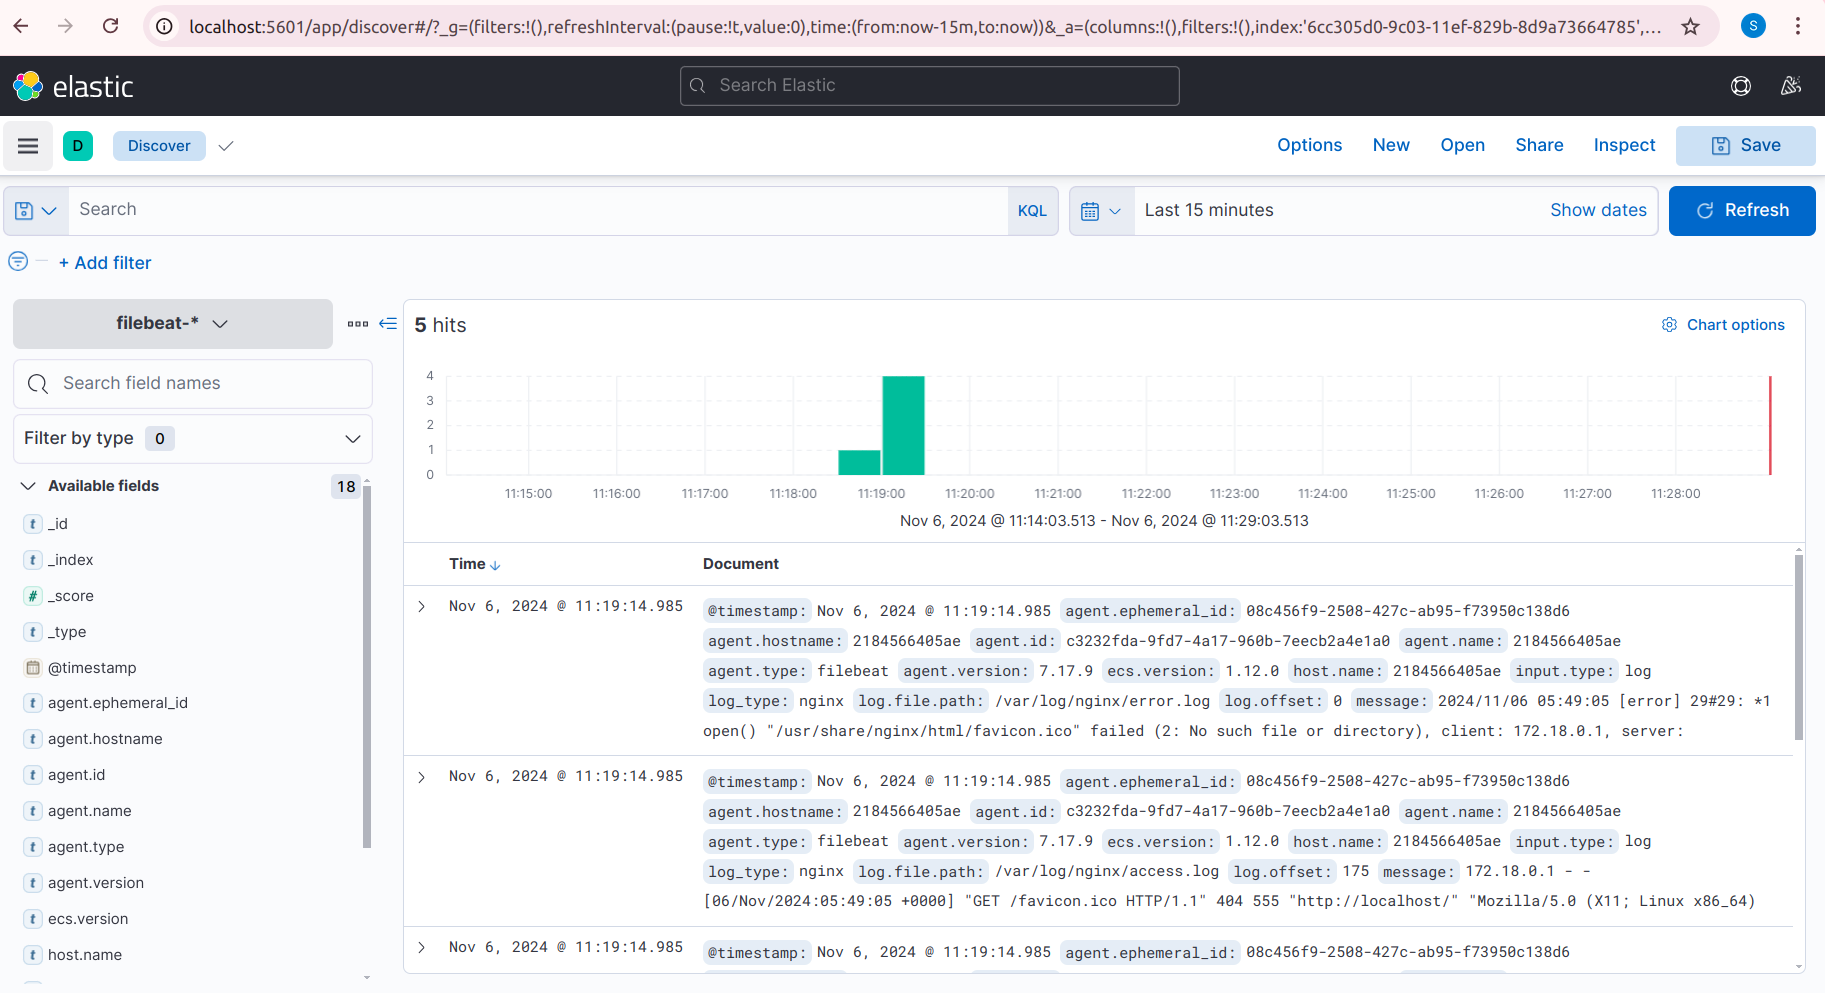 localhost:5601/app/discover#/?_g=(filters:!(),refreshInterval:(pause:!t,value:0),time:(from:now-15m,to:now))&_a=(columns:!(),filters:!(),index:'6cc305d0-9c03-11ef-829b-8d9a73664785',...
S
elastic
Search Elastic
D
Discover
Options
New
Open
Share
Inspect
Save
Search
KQL
Last 15 minutes
Show dates
Refresh
+ Add filter
filebeat-*
Search field names
Filter by type 0
Available fields 18
t _id
t _index
# _score
t _type
@timestamp
t agent.ephemeral_id
t agent.hostname
t agent.id
t agent.name
t agent.type
t agent.version
t ecs.version
t host.name
5 hits
Chart options
4
3
2
1
0
11:15:00 11:16:00 11:17:00 11:18:00 11:19:00 11:20:00 11:21:00 11:22:00 11:23:00 11:24:00 11:25:00 11:26:00 11:27:00 11:28:00
Nov 6, 2024 @ 11:14:03.513 - Nov 6, 2024 @ 11:29:03.513
Time Document
Nov 6, 2024 @ 11:19:14.985
@timestamp: Nov 6, 2024 @ 11:19:14.985 agent.ephemeral_id: 08c456f9-2508-427c-ab95-f73950c138d6
agent.hostname: 2184566405ae agent.id: c3232fda-9fd7-4a17-960b-7eecb2a4e1a0 agent.name: 2184566405ae
agent.type: filebeat agent.version: 7.17.9 ecs.version: 1.12.0 host.name: 2184566405ae input.type: log
log_type: nginx log.file.path: /var/log/nginx/error.log log.offset: 0 message: 2024/11/06 05:49:05 [error] 29#29: *1
open() "/usr/share/nginx/html/favicon.ico" failed (2: No such file or directory), client: 172.18.0.1, server:
Nov 6, 2024 @ 11:19:14.985
@timestamp: Nov 6, 2024 @ 11:19:14.985 agent.ephemeral_id: 08c456f9-2508-427c-ab95-f73950c138d6
agent.hostname: 2184566405ae agent.id: c3232fda-9fd7-4a17-960b-7eecb2a4e1a0 agent.name: 2184566405ae
agent.type: filebeat agent.version: 7.17.9 ecs.version: 1.12.0 host.name: 2184566405ae input.type: log
log_type: nginx log.file.path: /var/log/nginx/access.log log.offset: 175 message: 172.18.0.1 - -
[06/Nov/2024:05:49:05 +0000] "GET /favicon.ico HTTP/1.1" 404 555 "http://localhost/" "Mozilla/5.0 (X11; Linux x86_64)
Nov 6, 2024 @ 11:19:14.985
@timestamp: Nov 6, 2024 @ 11:19:14.985 agent.ephemeral_id: 08c456f9-2508-427c-ab95-f73950c138d6